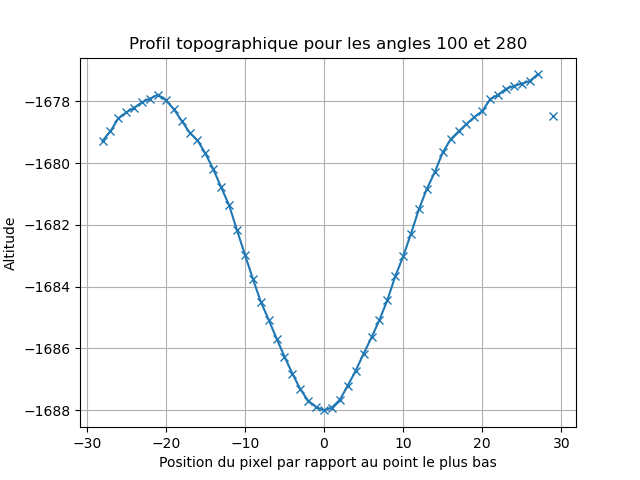 Profil topographique pour les angles 100 et 280
Altitude
−1678
−1680
−1682
−1684
−1686
−1688
−30 −20 −10 0 10 20 30
Position du pixel par rapport au point le plus bas